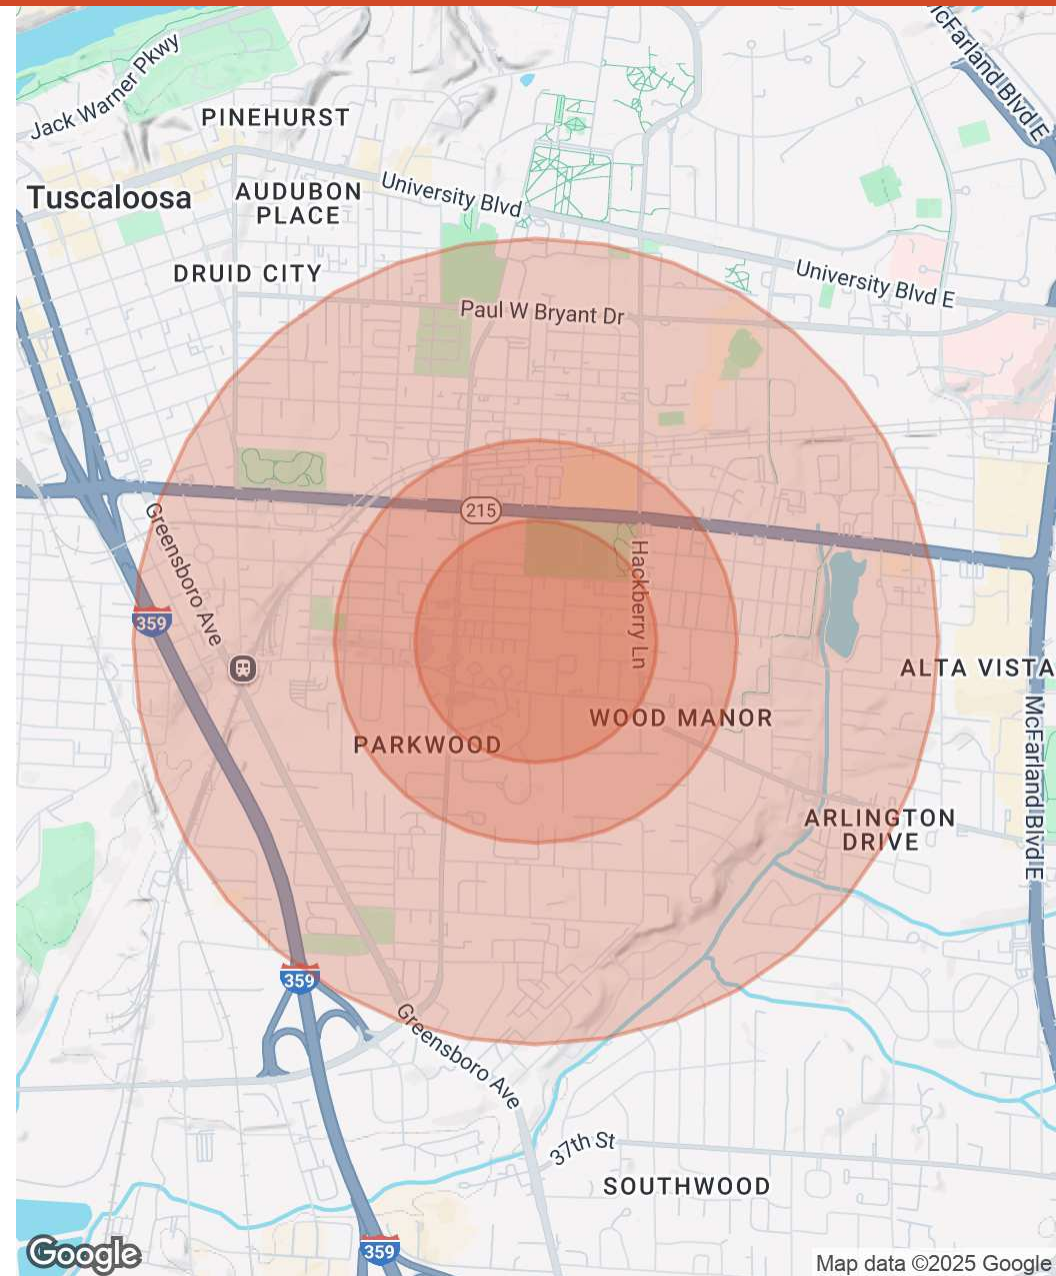 McFarland Blvd E
Jack Warner Pkwy
PINEHURST
Tuscaloosa
AUDUBON
PLACE
University Blvd
DRUID CITY
University Blvd E
Paul W Bryant Dr
215
Greensboro Ave
Hackberry Ln
359
ALTA VISTA
WOOD MANOR
PARKWOOD
McFarland Blvd E
ARLINGTON
DRIVE
359
Greensboro Ave
37th St
SOUTHWOOD
359
Google
Map data ©2025 Google